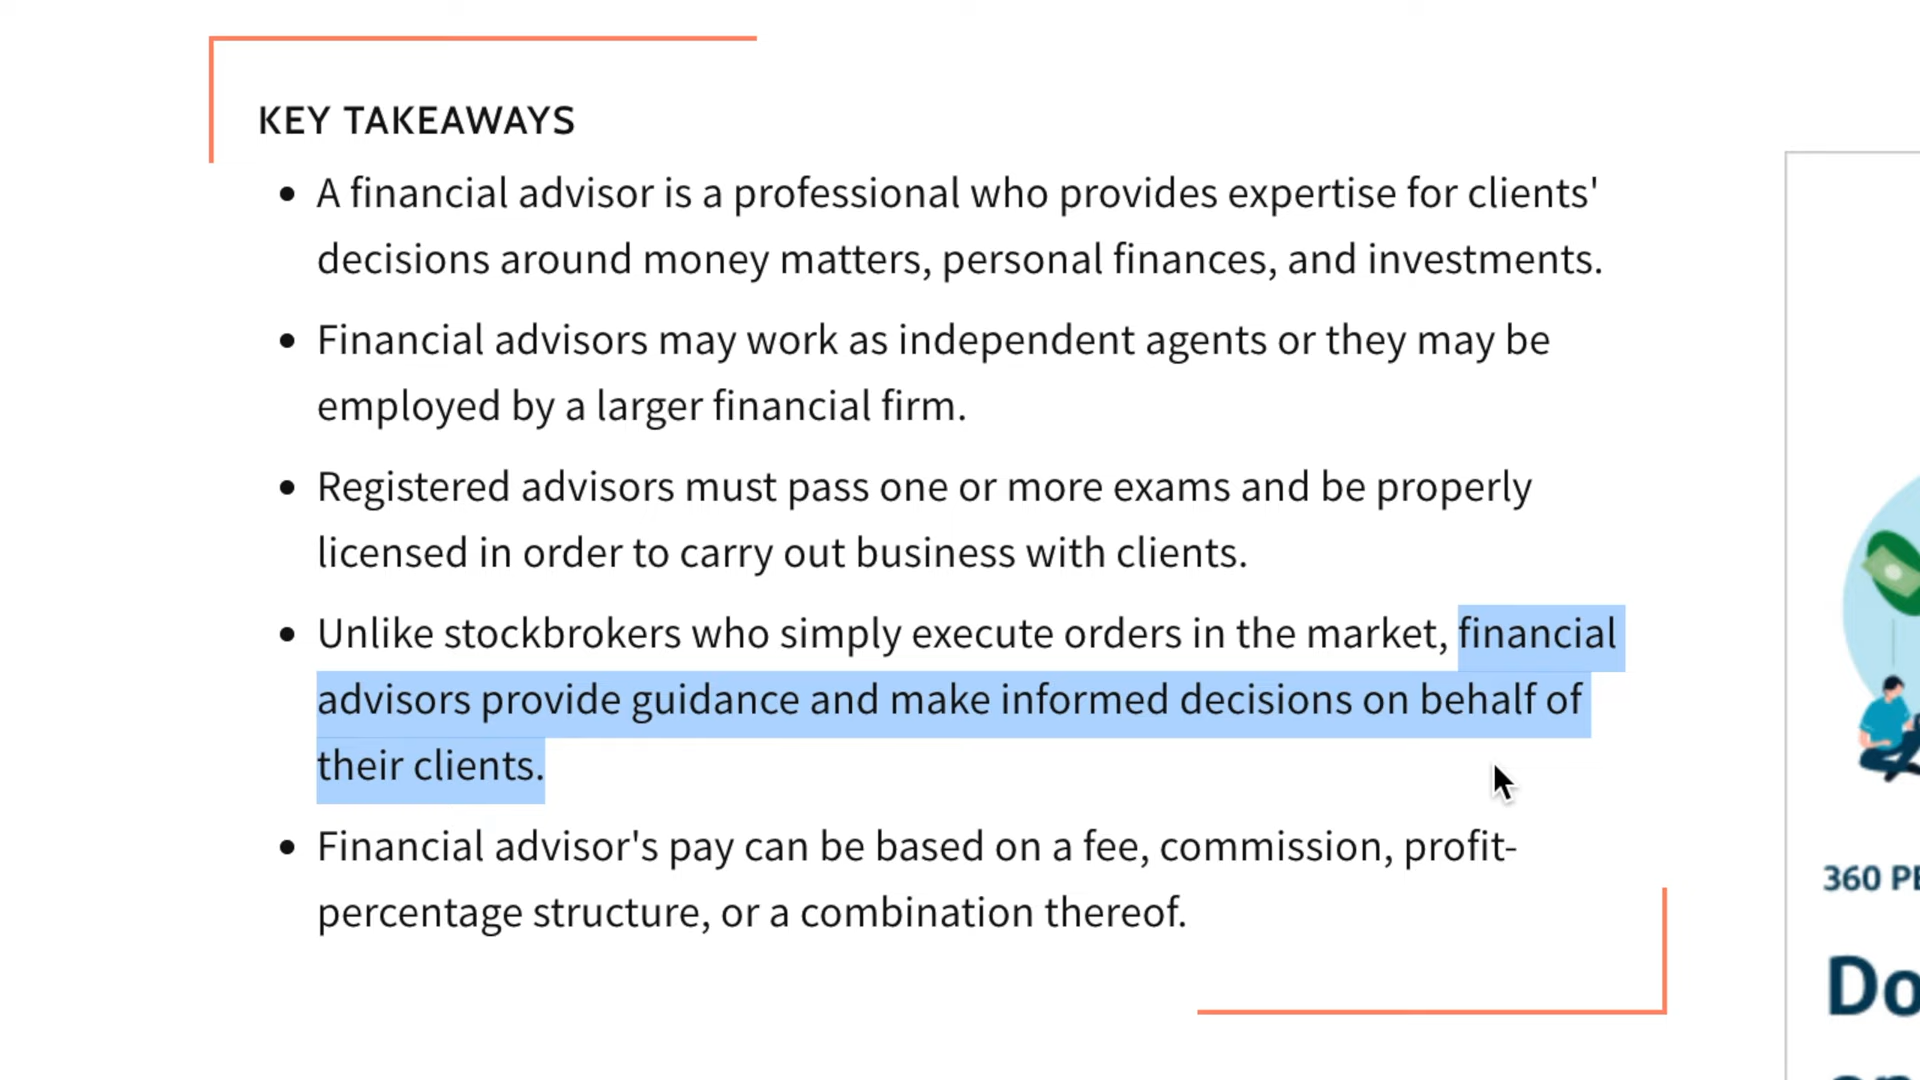 KEY TAKEAWAYS
• A financial advisor is a professional who provides expertise for clients'
decisions around money matters, personal finances, and investments.
• Financial advisors may work as independent agents or they may be
employed by a larger financial firm.
• Registered advisors must pass one or more exams and be properly
licensed in order to carry out business with clients.
• Unlike stockbrokers who simply execute orders in the market, financial
advisors provide guidance and make informed decisions on behalf of
their clients.
• Financial advisor's pay can be based on a fee, commission, profit-
percentage structure, or a combination thereof.
360